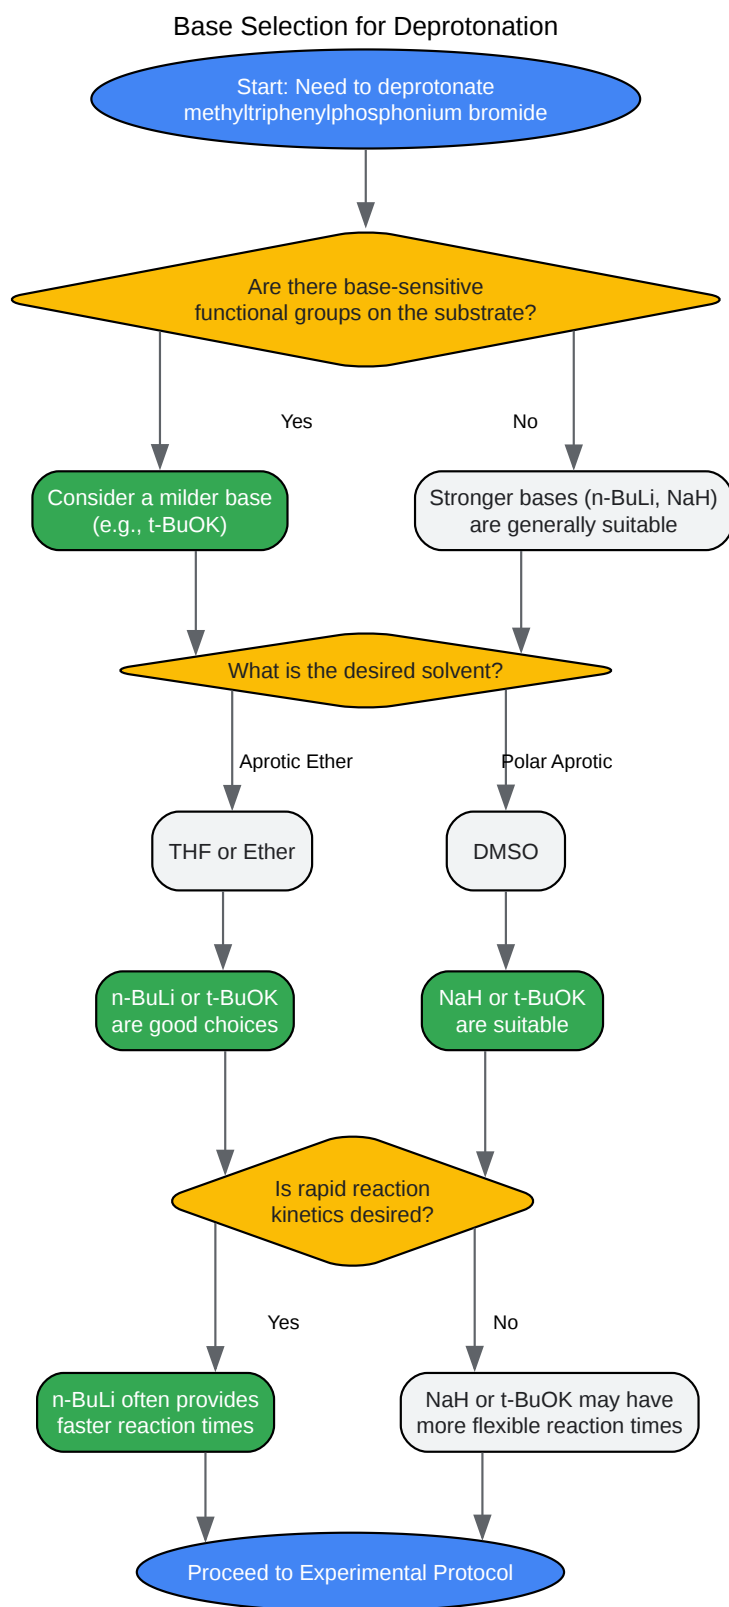 Base Selection for Deprotonation
Start: Need to deprotonate
methyltriphenylphosphonium bromide
Are there base-sensitive
functional groups on the substrate?
Yes
No
Consider a milder base
(e.g., t-BuOK)
Stronger bases (n-BuLi, NaH)
are generally suitable
What is the desired solvent?
Aprotic Ether
Polar Aprotic
THF or Ether
DMSO
n-BuLi or t-BuOK
are good choices
NaH or t-BuOK
are suitable
Is rapid reaction
kinetics desired?
Yes
No
n-BuLi often provides
faster reaction times
NaH or t-BuOK may have
more flexible reaction times
Proceed to Experimental Protocol